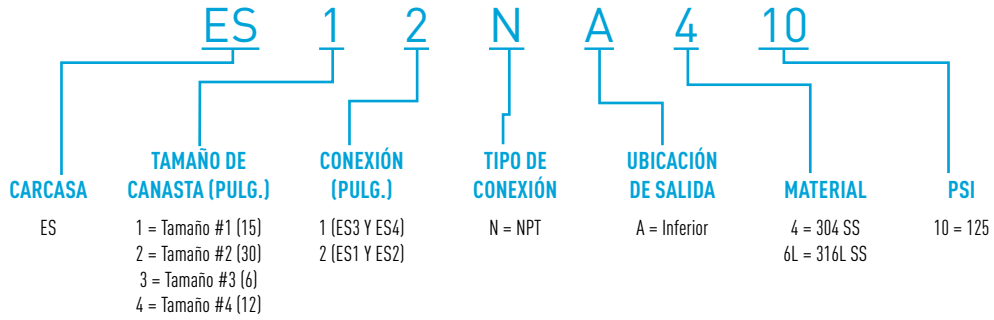 ES 1 2 N A 4 10
CARCASA
ES
TAMAÑO DE
CANASTA (PULG.)
1 = Tamaño #1 (15)
2 = Tamaño #2 (30)
3 = Tamaño #3 (6)
4 = Tamaño #4 (12)
CONEXIÓN
(PULG.)
1 (ES3 Y ES4)
2 (ES1 Y ES2)
TIPO DE
CONEXIÓN
N = NPT
UBICACIÓN
DE SALIDA
A = Inferior
MATERIAL
4 = 304 SS
6L = 316L SS
PSI
10 = 125